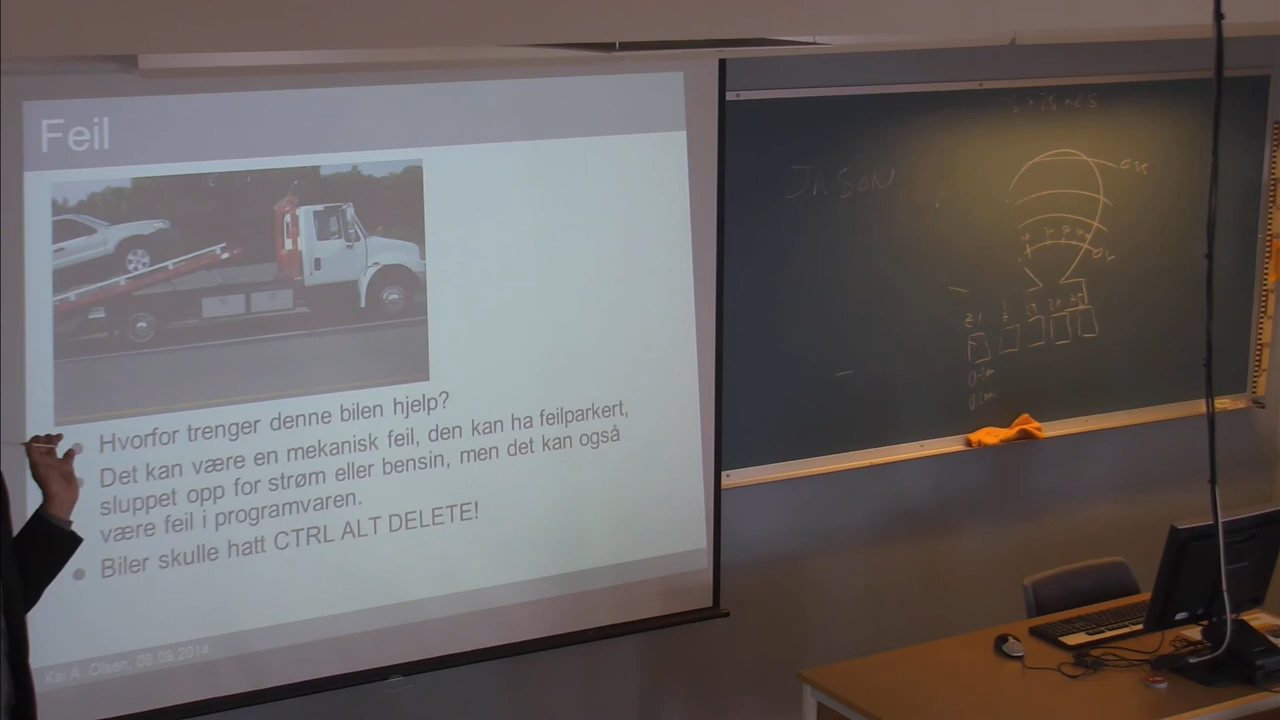 Feil
Hvorfor trenger denne bilen hjelp?
Det kan være en mekanisk feil, den kan ha feilparkert,
sluppet opp for strøm eller bensin, men det kan også
være feil i programvaren.
Biler skulle hatt CTRL ALT DELETE!
Kai A. Olsen, 09.09.2014
JASON